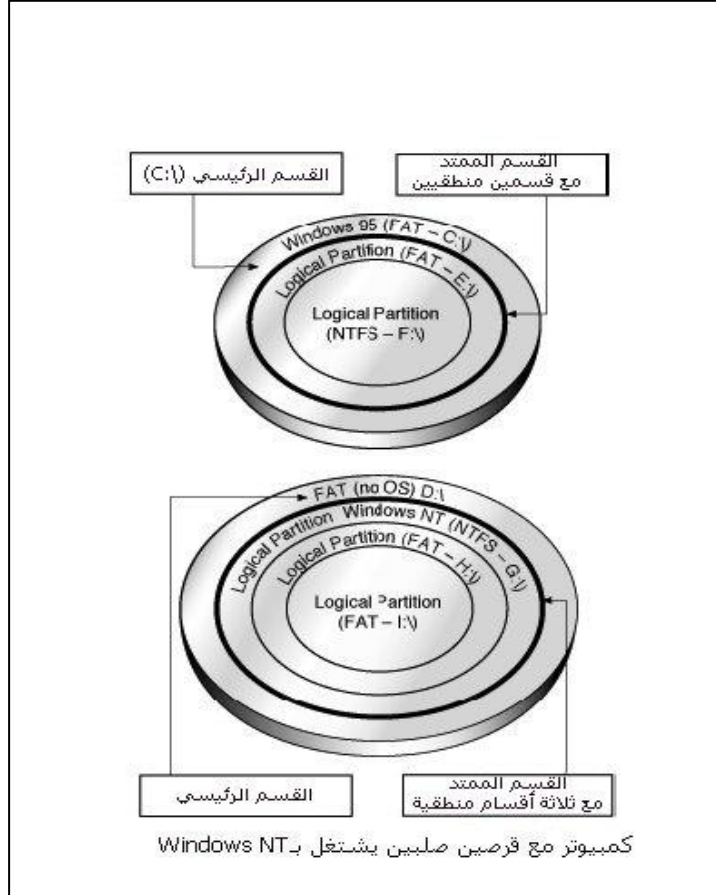 القسم الرئيسي (C:\)
القسم الممتد
مع قسمين منطقيين
Windows 95 (FAT – C:\)
Logical Partition (FAT – E:\)
Logical Partition
(NTFS – F:\)
FAT (no OS) D:\
Logical Partition Windows NT (NTFS – G:\)
Logical Partition (FAT – H:\)
Logical Partition
(FAT – I:\)
القسم الرئيسي
القسم الممتد
مع ثلاثة أقسام منطقية
كمبيوتر مع قرصين صلبين يشتغل بـWindows NT